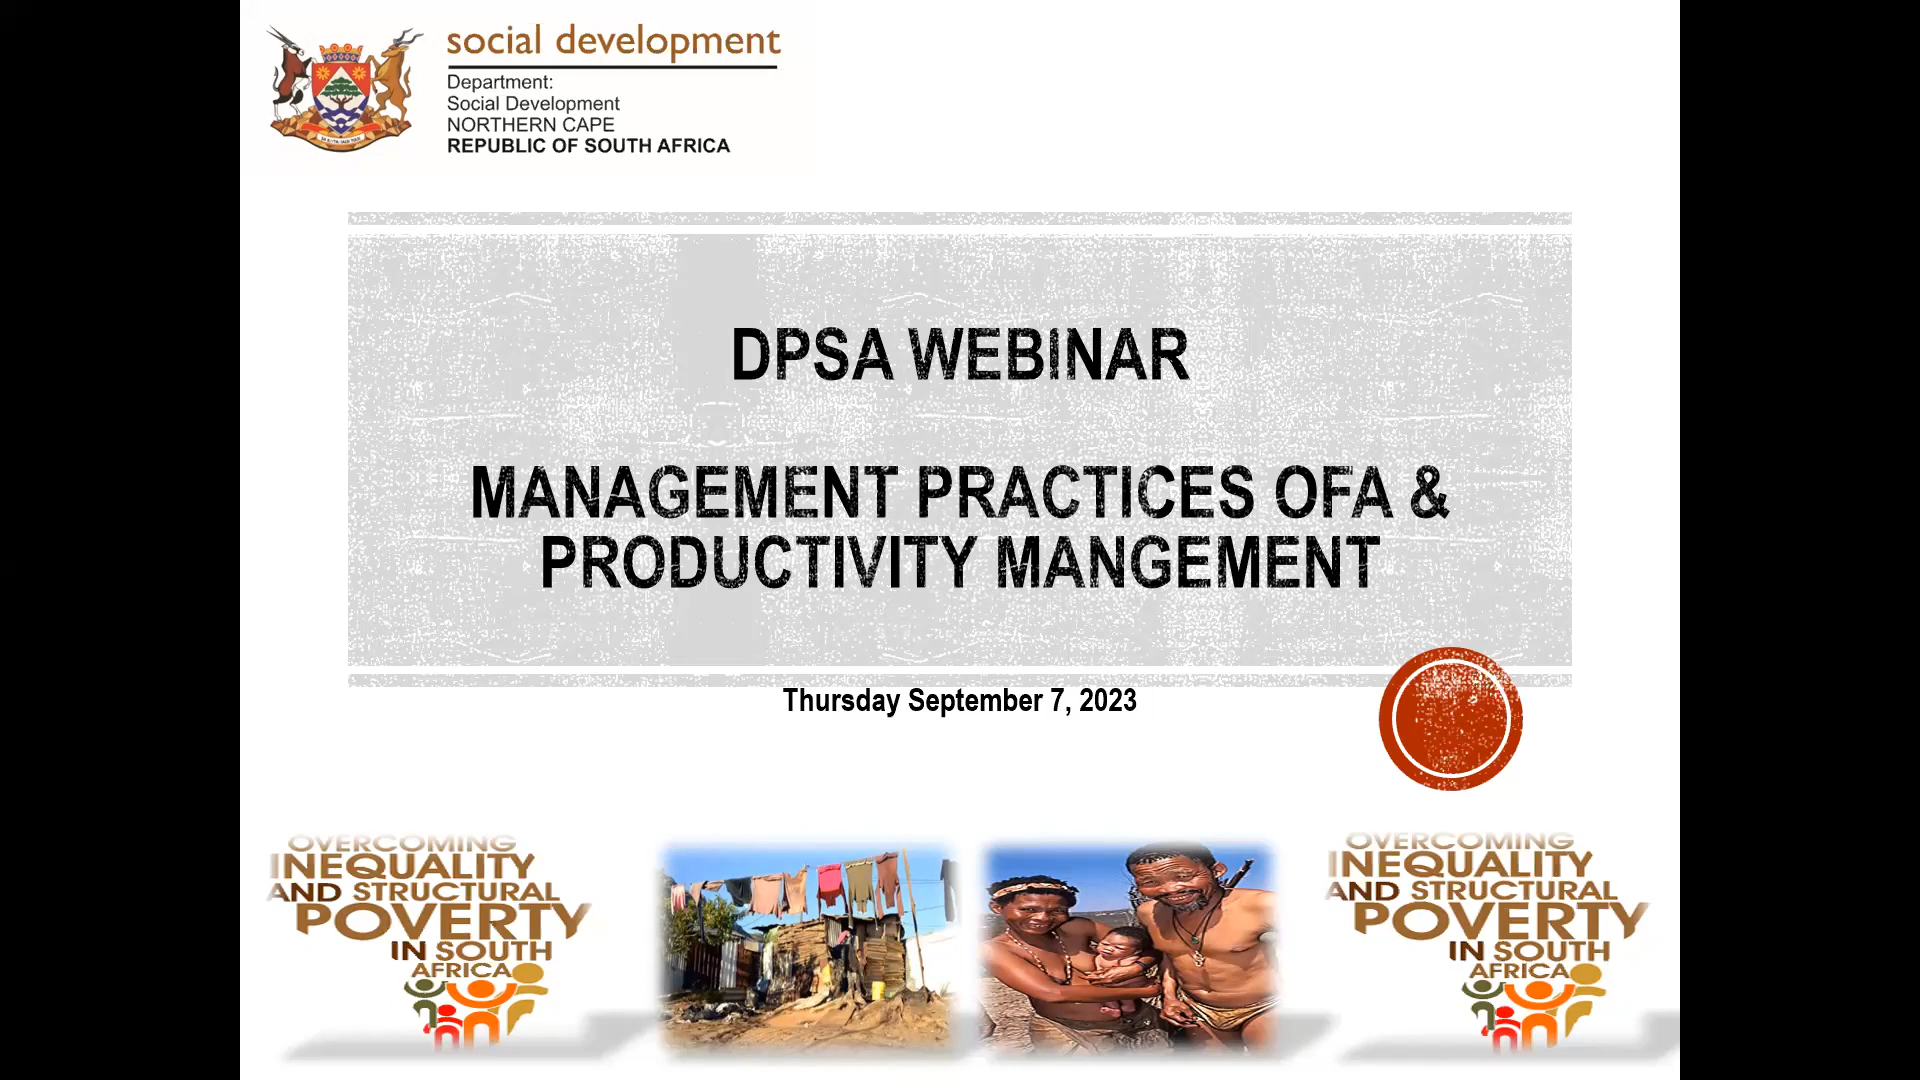 social development
Department:
Social Development
NORTHERN CAPE
REPUBLIC OF SOUTH AFRICA
DPSA WEBINAR
MANAGEMENT PRACTICES OFA &
PRODUCTIVITY MANGEMENT
Thursday September 7, 2023
OVERCOMING
INEQUALITY
AND STRUCTURAL
POVERTY
IN SOUTH
AFRICA
OVERCOMING
INEQUALITY
AND STRUCTURAL
POVERTY
IN SOUTH
AFRICA